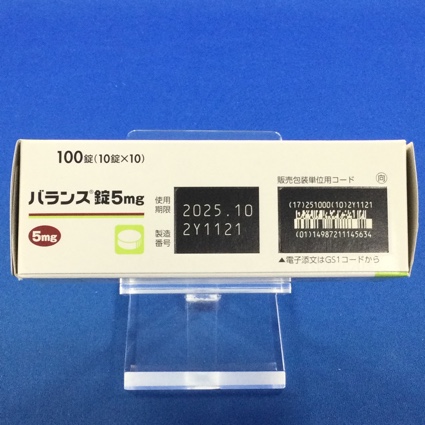 100錠(10錠×10)
バランス®錠5mg
5mg
使用
期限
2025.10
製造
番号
2Y1121
販売包装単位用コード
向
(17)251000(10)2Y1121
(01)14987211145634
▲電子添文はGS1コードから